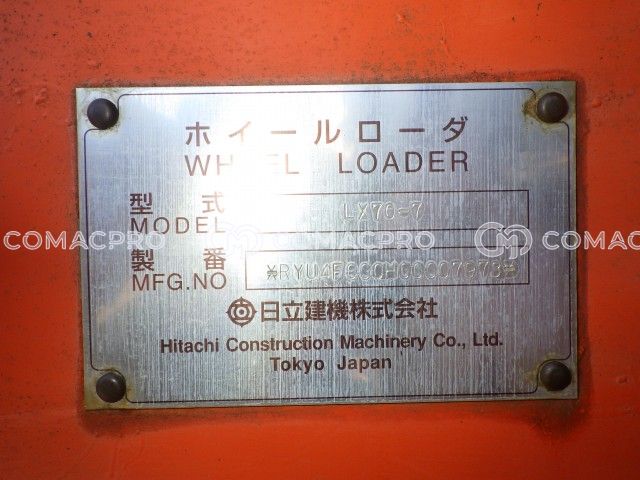 ホイールローダ
WHEEL LOADER
型式 LX70-7
MODEL
COMACPRO COMACPRO COMACP
製番
MFG.NO
日立建機株式会社
Hitachi Construction Machinery Co., Ltd.
Tokyo Japan